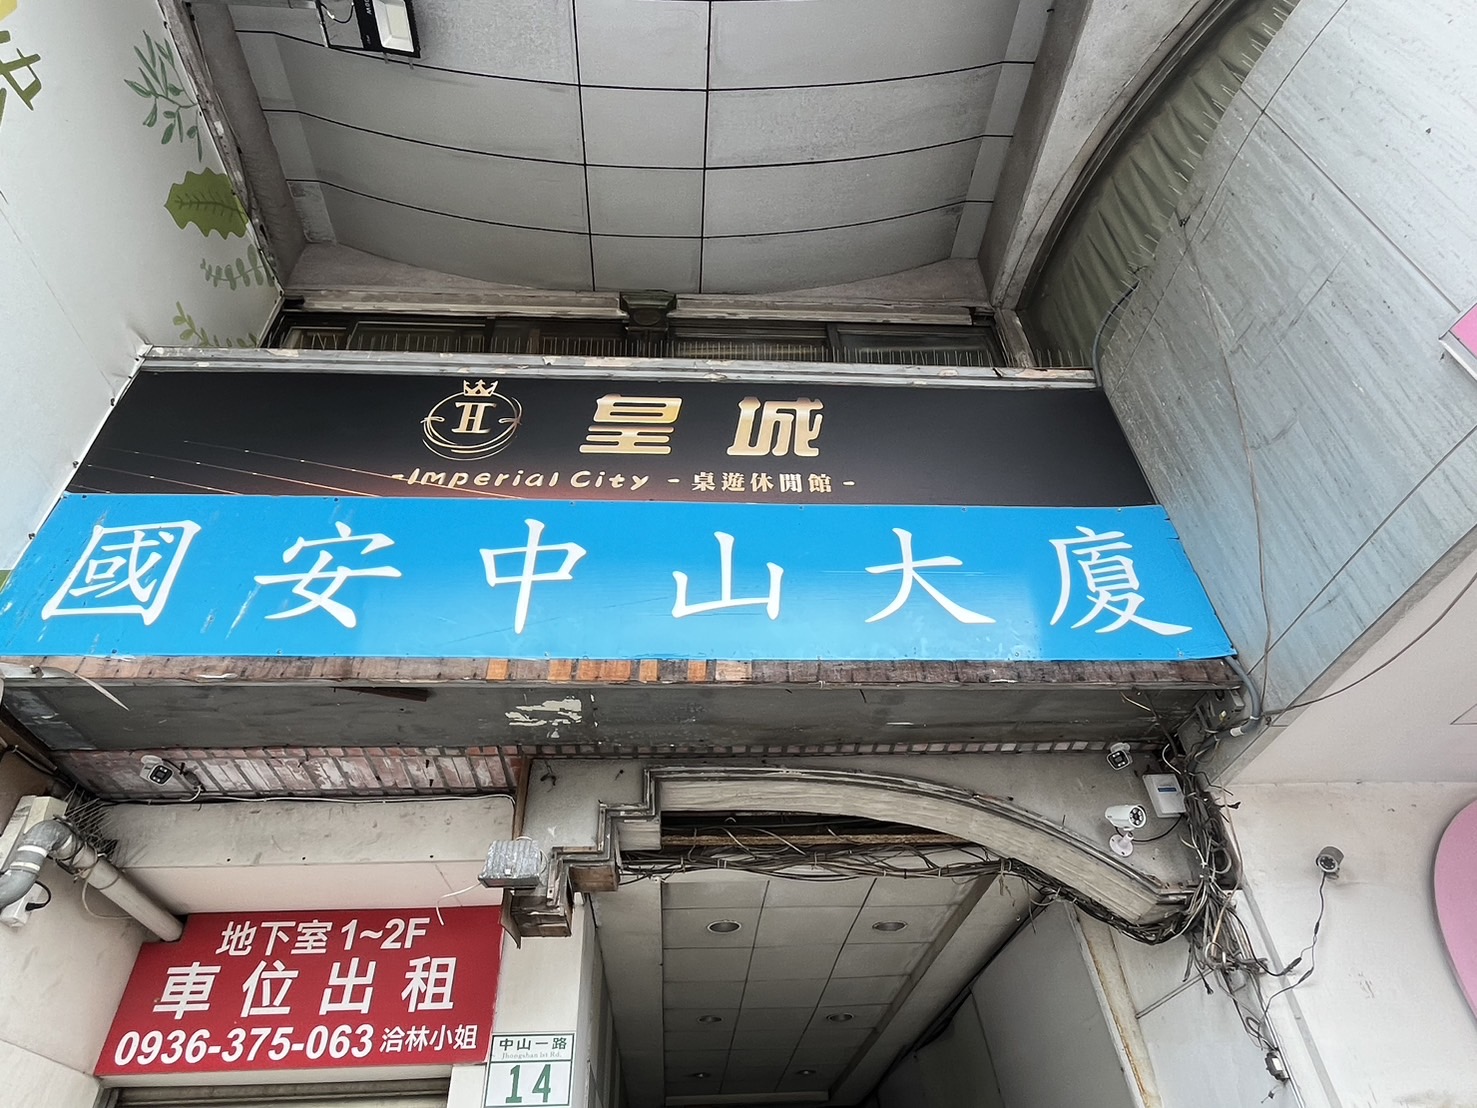 皇城
-Imperial City - 桌遊休閒館 -
國安中山大廈
地下室 1~2F
車位出租
0936-375-063 洽林小姐
中山一路
Jhongshan 1st Rd.
14